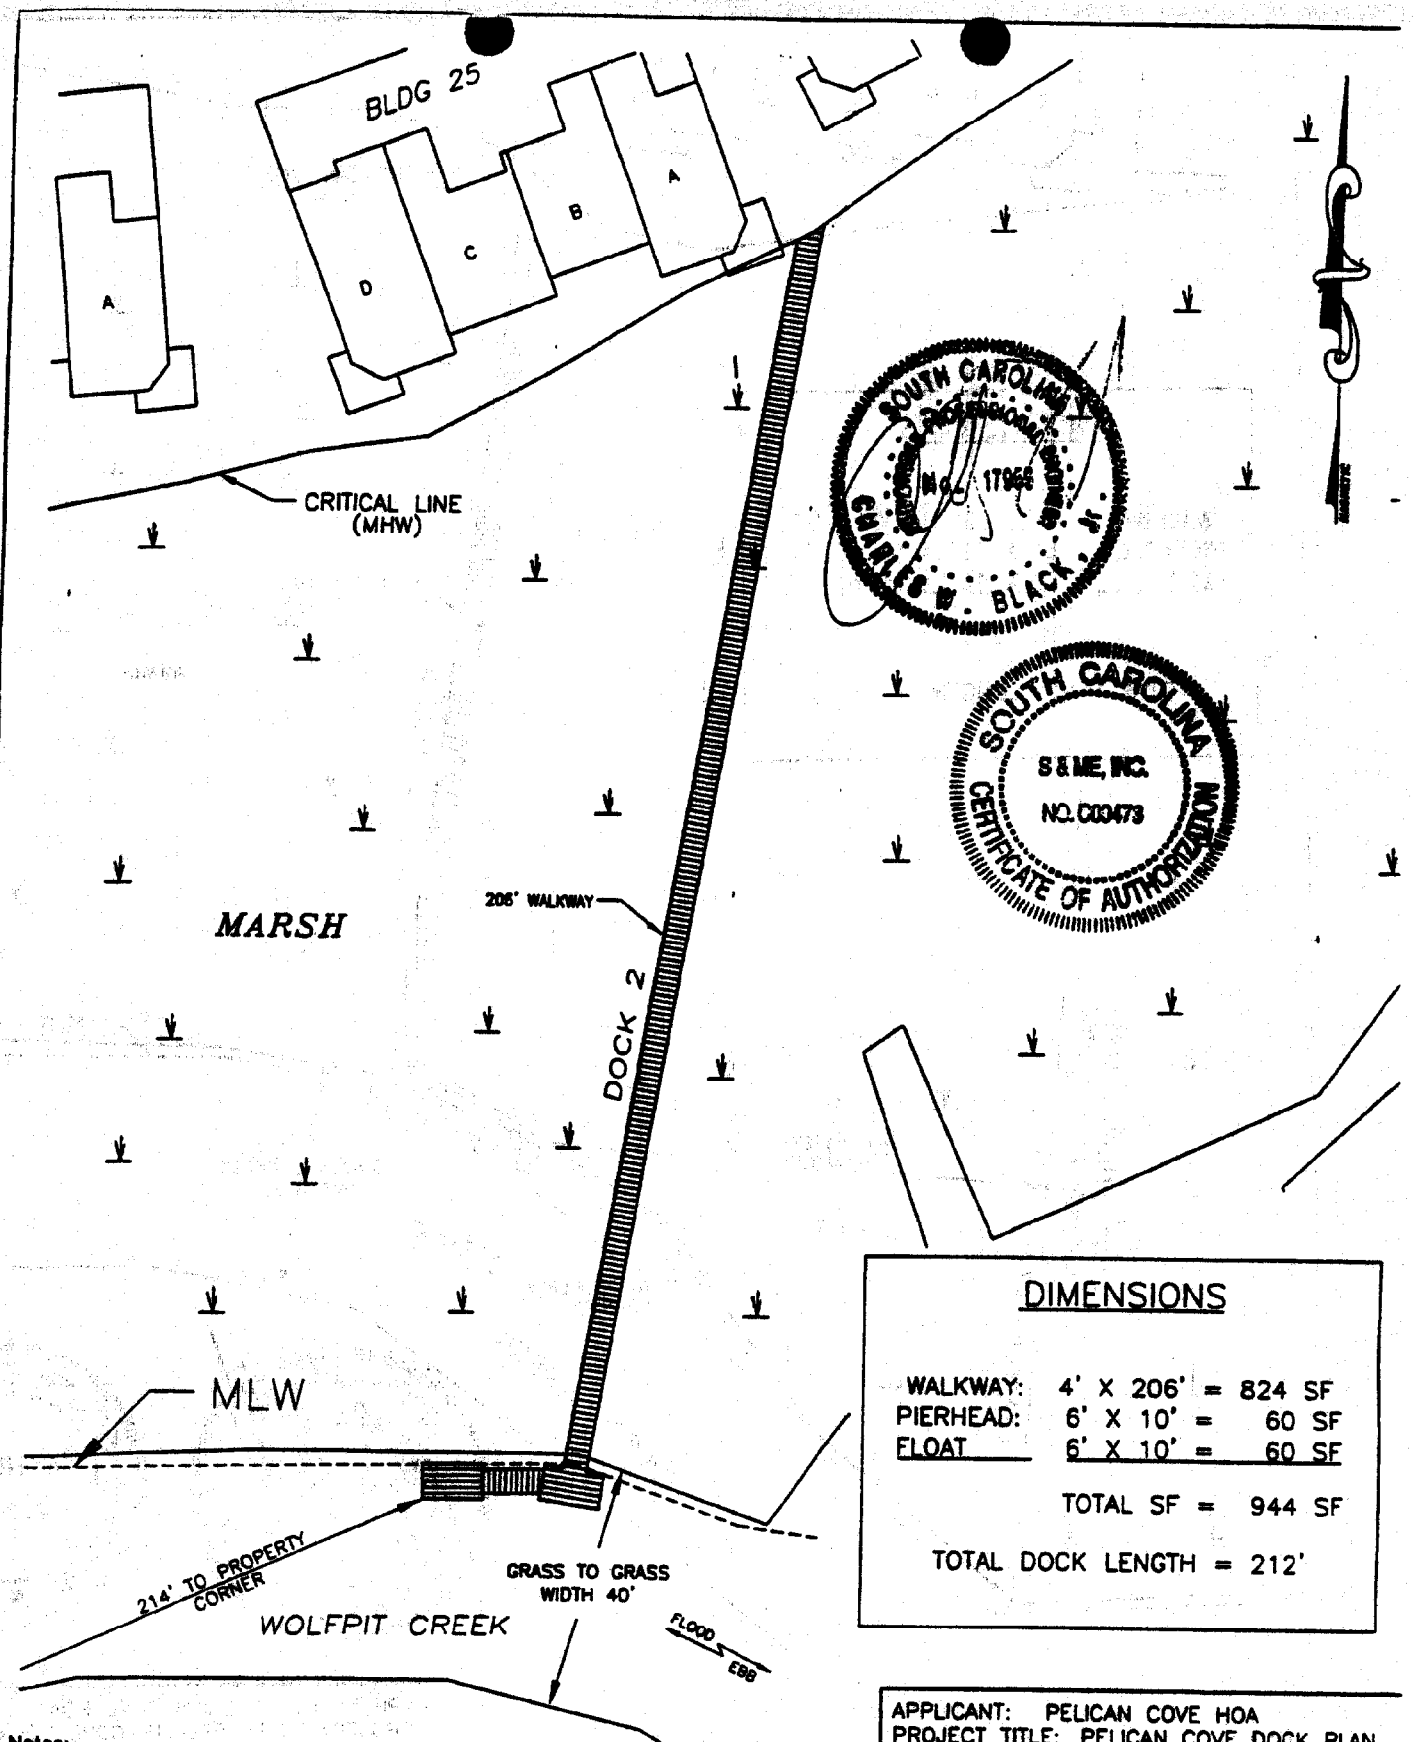 BLDG 25
A
B
C
D
A
CRITICAL LINE
(MHW)
SOUTH CAROLINA
CHARLES W. BLACK, Jr.
SOUTH CAROLINA
S & ME, INC.
NO. C00473
CERTIFICATE OF AUTHORIZATION
206' WALKWAY
MARSH
DOCK 2
MLW
DIMENSIONS
WALKWAY: 4' X 206' = 824 SF
PIERHEAD: 6' X 10' = 60 SF
FLOAT 6' X 10' = 60 SF
TOTAL SF = 944 SF
TOTAL DOCK LENGTH = 212'
214' TO PROPERTY
CORNER
GRASS TO GRASS
WIDTH 40'
WOLFPIT CREEK
FLOOD
EBB
APPLICANT: PELICAN COVE HOA
PROJECT TITLE: PELICAN COVE DOCK PLAN
Notes: